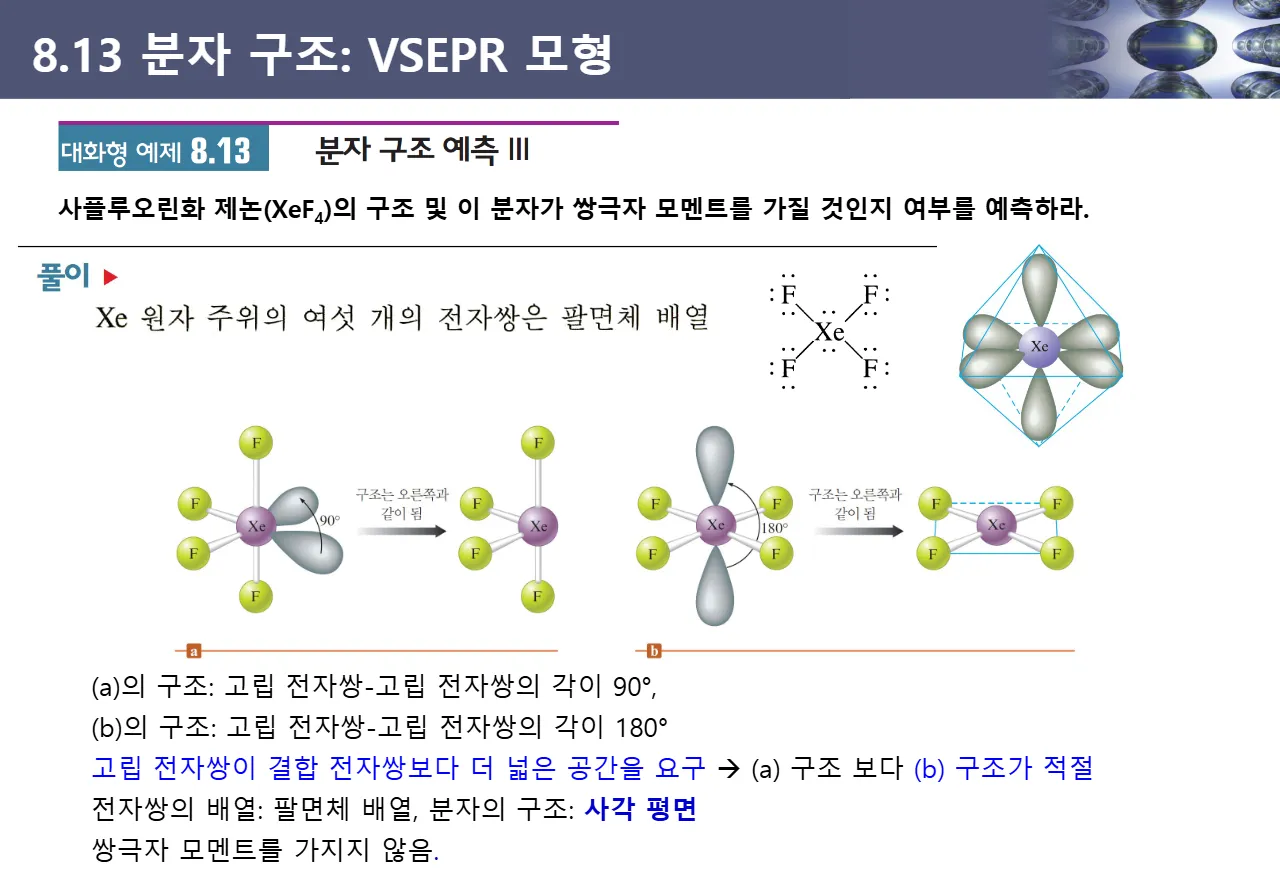 8.13 분자 구조: VSEPR 모형
대화형 예제 8.13 분자 구조 예측 III
사플루오린화 제논(XeF4)의 구조 및 이 분자가 쌍극자 모멘트를 가질 것인지 여부를 예측하라.
풀이
Xe 원자 주위의 여섯 개의 전자쌍은 팔면체 배열
F F
Xe
F F
Xe
F
F
Xe
90°
F
F
구조는 오른쪽과
같이 됨
F
F
Xe
F
F
F F
Xe
180°
F F
구조는 오른쪽과
같이 됨
F F
Xe
F F
a
b
(a)의 구조: 고립 전자쌍-고립 전자쌍의 각이 90°,
(b)의 구조: 고립 전자쌍-고립 전자쌍의 각이 180°
고립 전자쌍이 결합 전자쌍보다 더 넓은 공간을 요구 → (a) 구조 보다 (b) 구조가 적절
전자쌍의 배열: 팔면체 배열, 분자의 구조: 사각 평면
쌍극자 모멘트를 가지지 않음.